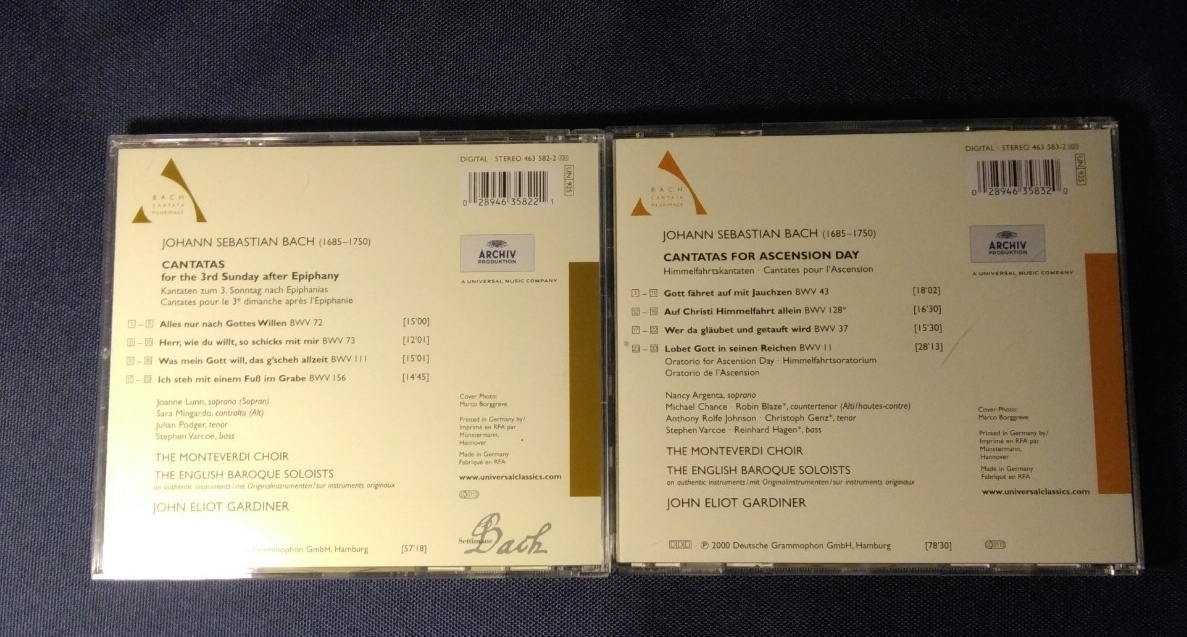 BACH
CANTATA
PILGRIMAGE
DIGITAL · STEREO 463 582-2
0 28946 35822 1
UN 925
JOHANN SEBASTIAN BACH (1685–1750)
ARCHIV
PRODUKTION
A UNIVERSAL MUSIC COMPANY
CANTATAS
for the 3rd Sunday after Epiphany
Kantaten zum 3. Sonntag nach Epiphanias
Cantates pour le 3e dimanche après l'Epiphanie
Alles nur nach Gottes Willen BWV 72 [15'00]
Herr, wie du willt, so schicks mit mir BWV 73 [12'01]
Was mein Gott will, das g'scheh allzeit BWV 111 [15'01]
Ich steh mit einem Fuß im Grabe BWV 156 [14'45]
Joanne Lunn, soprano (Sopran)
Sara Mingardo, contralto (Alt)
Julian Podger, tenor
Stephen Varcoe, bass
THE MONTEVERDI CHOIR
THE ENGLISH BAROQUE SOLOISTS
on authentic instruments/mit Originalinstrumenten/sur instruments originaux
JOHN ELIOT GARDINER
Cover Photo:
Marco Borggreve
Printed in Germany by/
Imprimé en RFA par
Münstermann,
Hannover
Made in Germany
Fabriqué en RFA
www.universalclassics.com
Grammophon GmbH, Hamburg [57'18]
Settimane
Bach
BACH
CANTATA
PILGRIMAGE
DIGITAL · STEREO 463 583-2
0 28946 35832 0
UN 925
JOHANN SEBASTIAN BACH (1685–1750)
ARCHIV
PRODUKTION
A UNIVERSAL MUSIC COMPANY
CANTATAS FOR ASCENSION DAY
Himmelfahrtskantaten · Cantates pour l'Ascension
Gott fähret auf mit Jauchzen BWV 43 [18'02]
Auf Christi Himmelfahrt allein BWV 128* [16'30]
Wer da gläubet und getauft wird BWV 37 [15'30]
Lobet Gott in seinen Reichen BWV 11 [28'13]
Oratorio for Ascension Day · Himmelfahrtsoratorium
Oratorio de l'Ascension
Nancy Argenta, soprano
Michael Chance · Robin Blaze*, countertenor (Alti/hautes-contre)
Anthony Rolfe Johnson · Christoph Genz*, tenor
Stephen Varcoe · Reinhard Hagen*, bass
THE MONTEVERDI CHOIR
THE ENGLISH BAROQUE SOLOISTS
on authentic instruments/mit Originalinstrumenten/sur instruments originaux
JOHN ELIOT GARDINER
Cover Photo:
Marco Borggreve
Printed in Germany by/
Imprimé en RFA par
Münstermann,
Hannover
Made in Germany
Fabriqué en RFA
www.universalclassics.com
DDD ℗ 2000 Deutsche Grammophon GmbH, Hamburg [78'30]